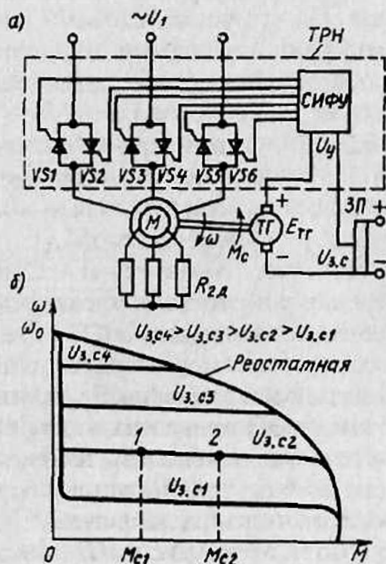 а)
~U₁
ТРН
СИФУ
VS1 VS2 VS3 VS4 VS5 VS6
Uу
ЗП
+
М
ω
Mс
ТГ
Eтг
+
−
Uз.с
−
R₂д
б)
ω
ω₀
Uз,с4>Uз,с3>Uз,с2>Uз,с1
Реостатная
Uз,с4
Uз,с3
1
2
Uз,с2
Uз,с1
0
Mс1
Mс2
M